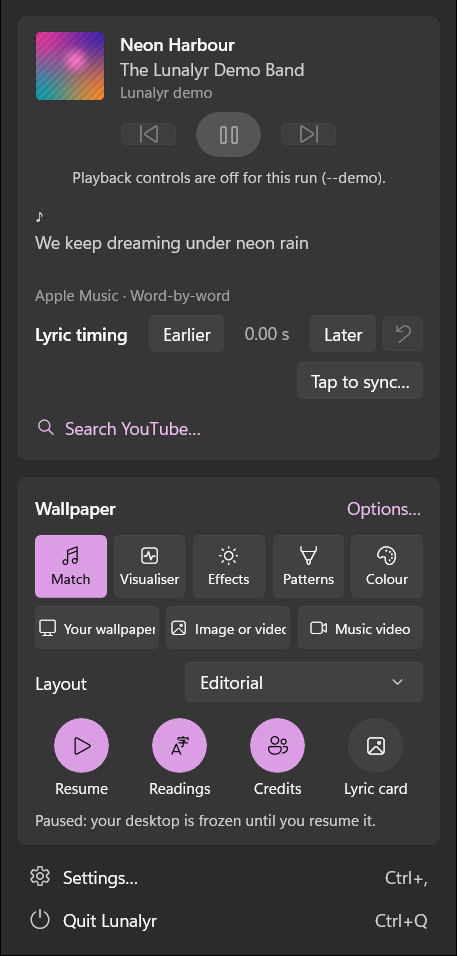 Neon Harbour
The Lunalyr Demo Band
Lunalyr demo
Playback controls are off for this run (--demo).
♪
We keep dreaming under neon rain
Apple Music · Word-by-word
Lyric timing Earlier 0.00 s Later
Tap to sync...
Search YouTube...
Wallpaper Options...
Match Visualiser Effects Patterns Colour
Your wallpaper Image or video Music video
Layout Editorial
Resume Readings Credits Lyric card
Paused: your desktop is frozen until you resume it.
Settings... Ctrl+,
Quit Lunalyr Ctrl+Q